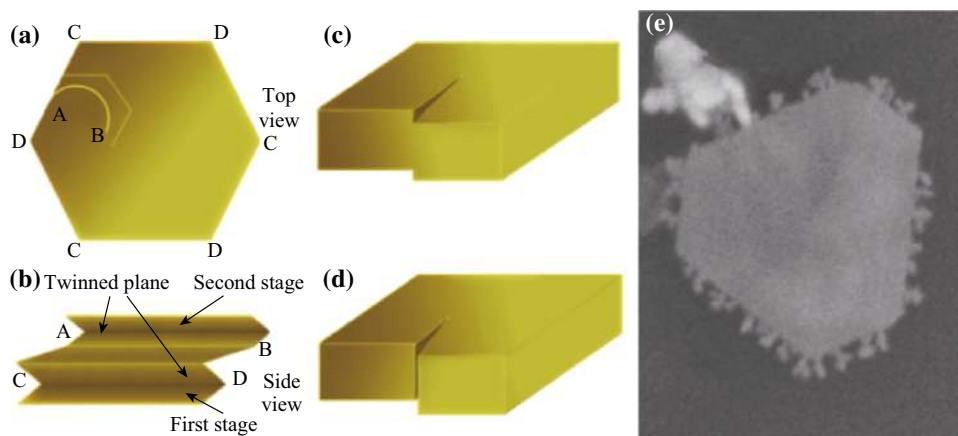 (a)
C
D
A
B
D
C
C
D
Top
view
(b)
Twinned plane
Second stage
A
B
C
D
Side
view
First stage
(c)
(d)
(e)